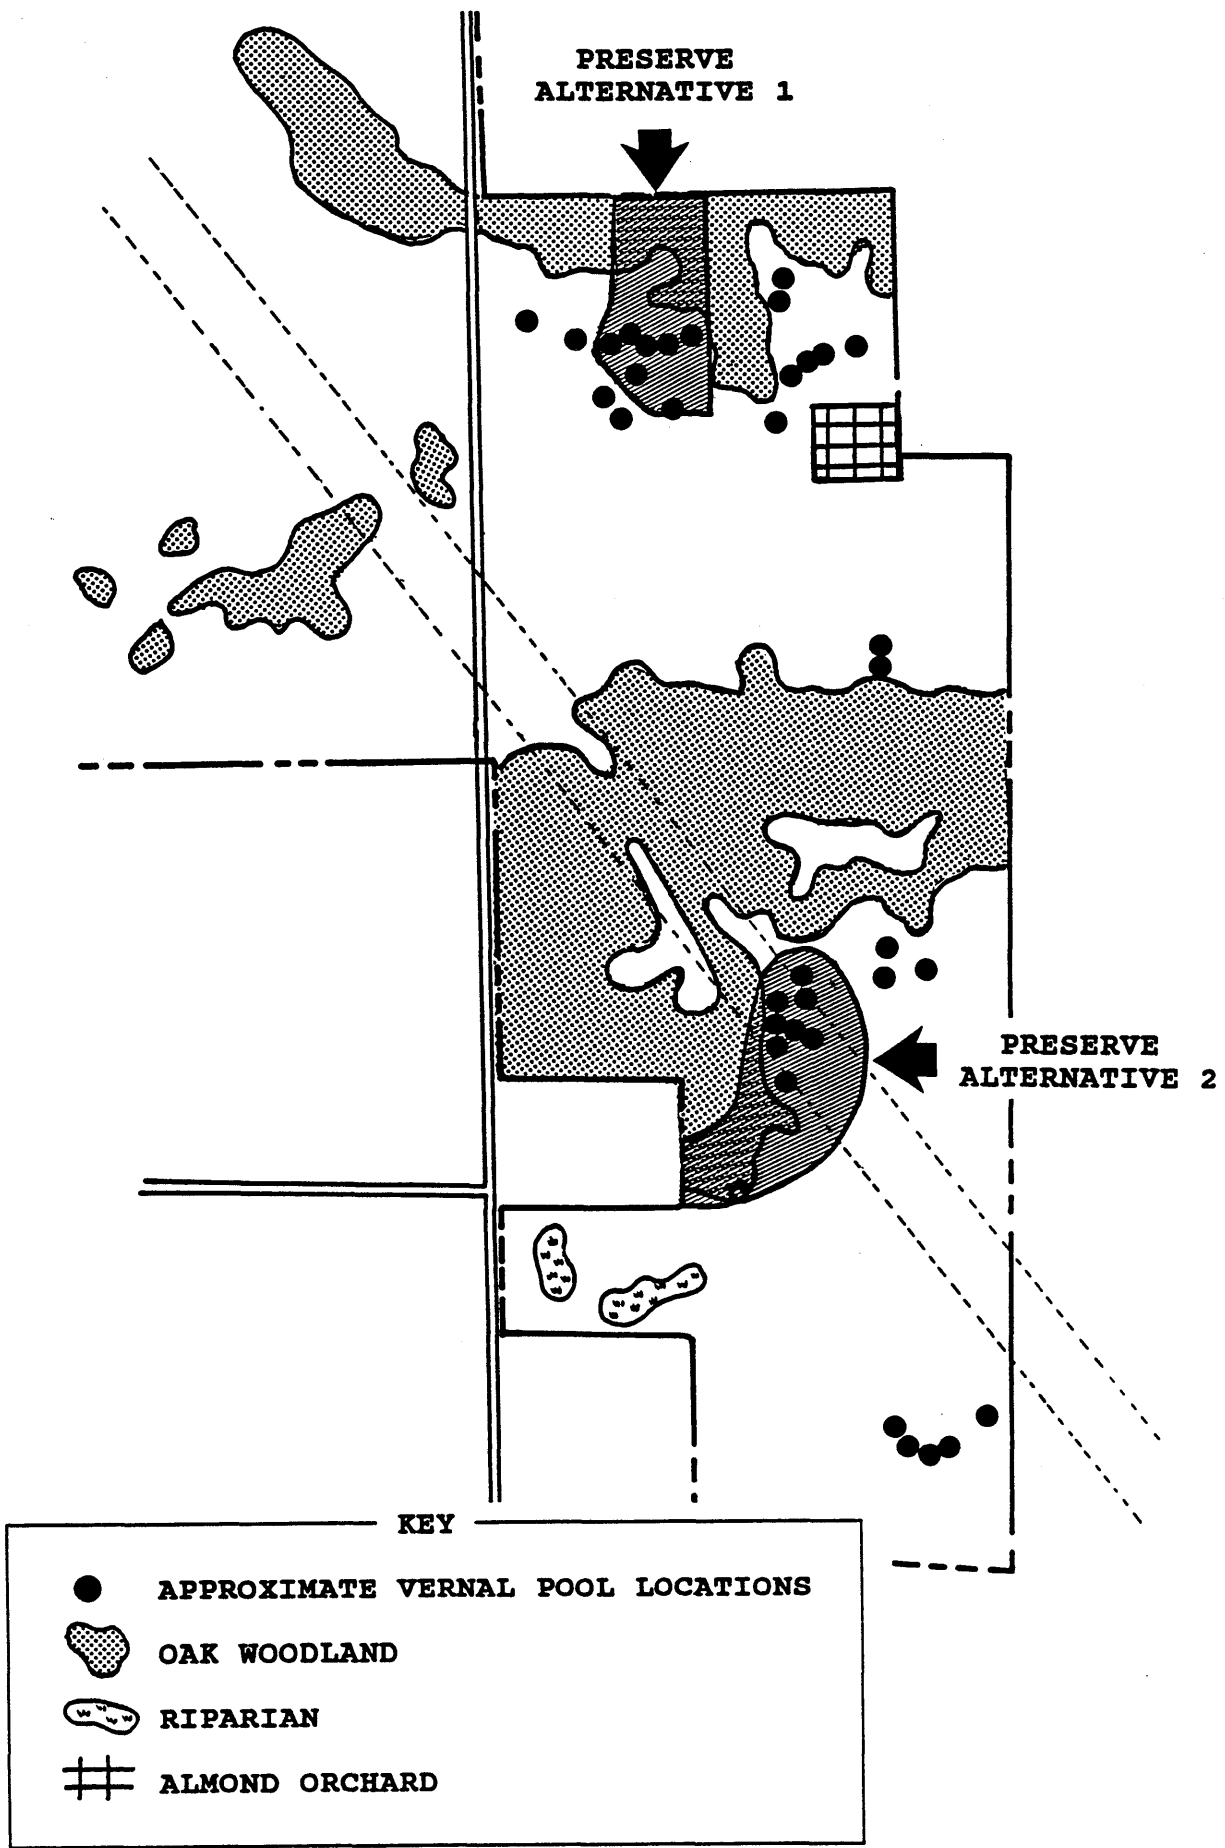 PRESERVE
ALTERNATIVE 1
PRESERVE
ALTERNATIVE 2
KEY
APPROXIMATE VERNAL POOL LOCATIONS
OAK WOODLAND
RIPARIAN
ALMOND ORCHARD